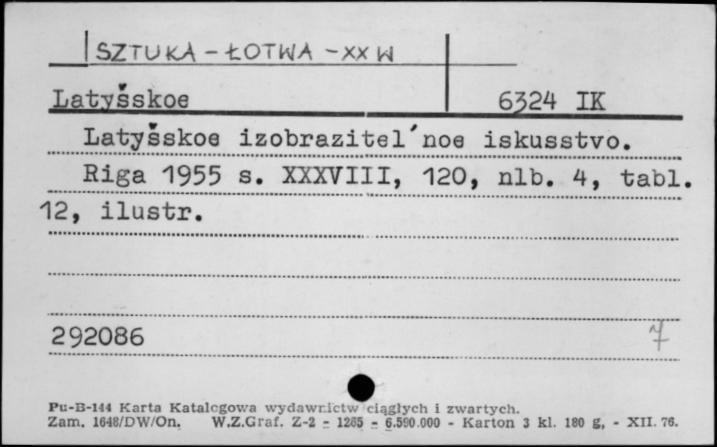 SZTUKA - ŁOTWA - XX W
Latyšskoe 6324 IK
Latyšskoe izobrazitel'noe iskusstvo.
Riga 1955 s. XXXVIII, 120, nlb. 4, tabl.
12, ilustr.
292086 7
Pu-B-144 Karta Katalogowa wydawnictw ciągłych i zwartych.
Zam. 1648/DW/On. W.Z.Graf. Z-2 - 1265 - 6.590.000 - Karton 3 kl. 180 g, - XII. 76.